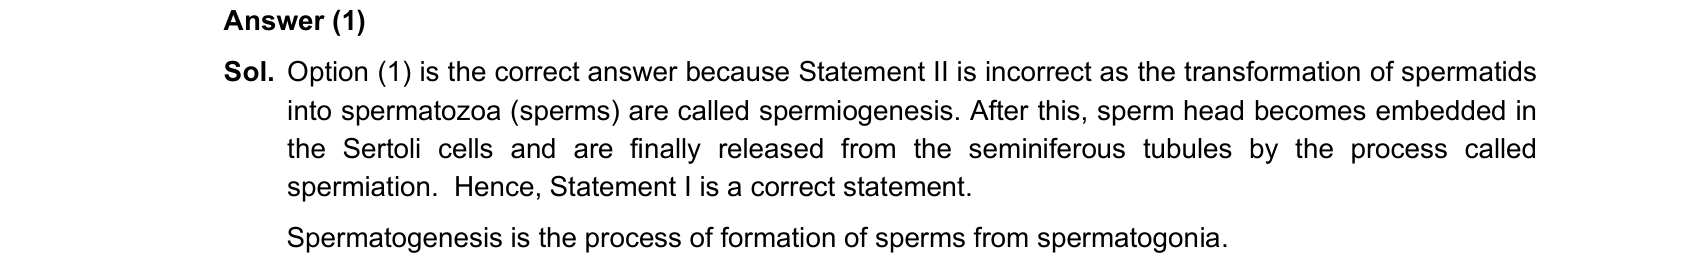 Answer (1)
Sol. Option (1) is the correct answer because Statement II is incorrect as the transformation of spermatids
into spermatozoa (sperms) are called spermiogenesis. After this, sperm head becomes embedded in
the Sertoli cells and are finally released from the seminiferous tubules by the process called
spermiation. Hence, Statement I is a correct statement.
Spermatogenesis is the process of formation of sperms from spermatogonia.